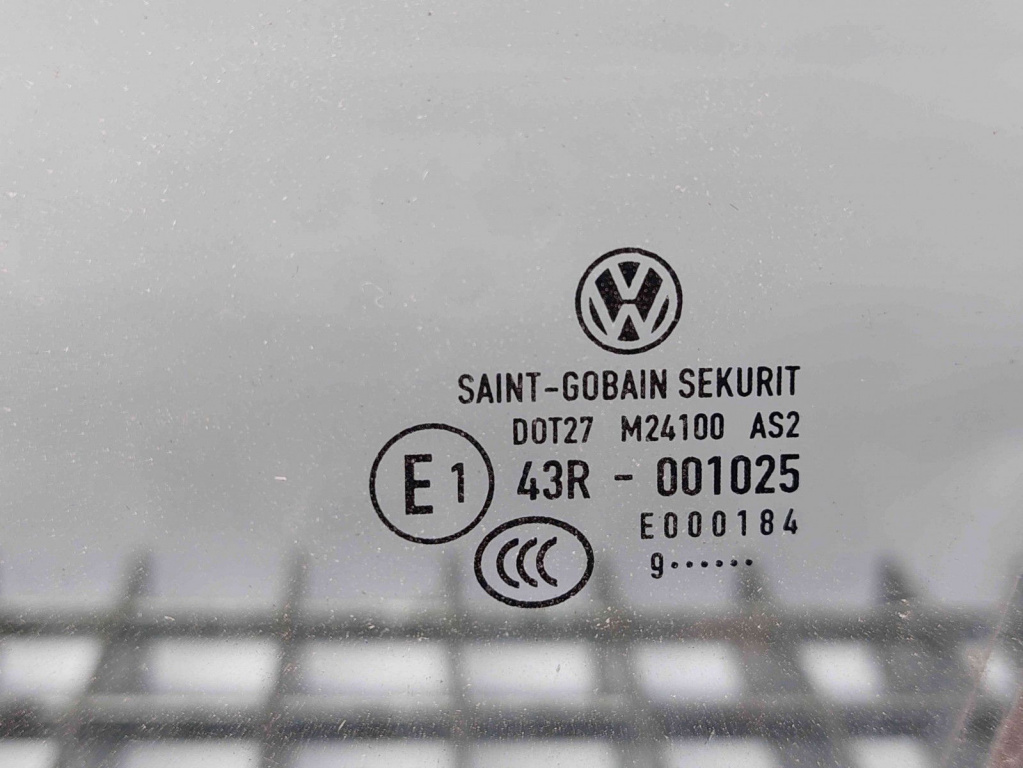 VW
SAINT-GOBAIN SEKURIT
DOT27 M24100 AS2
E1 43R - 001025
E000184
CCC
9······